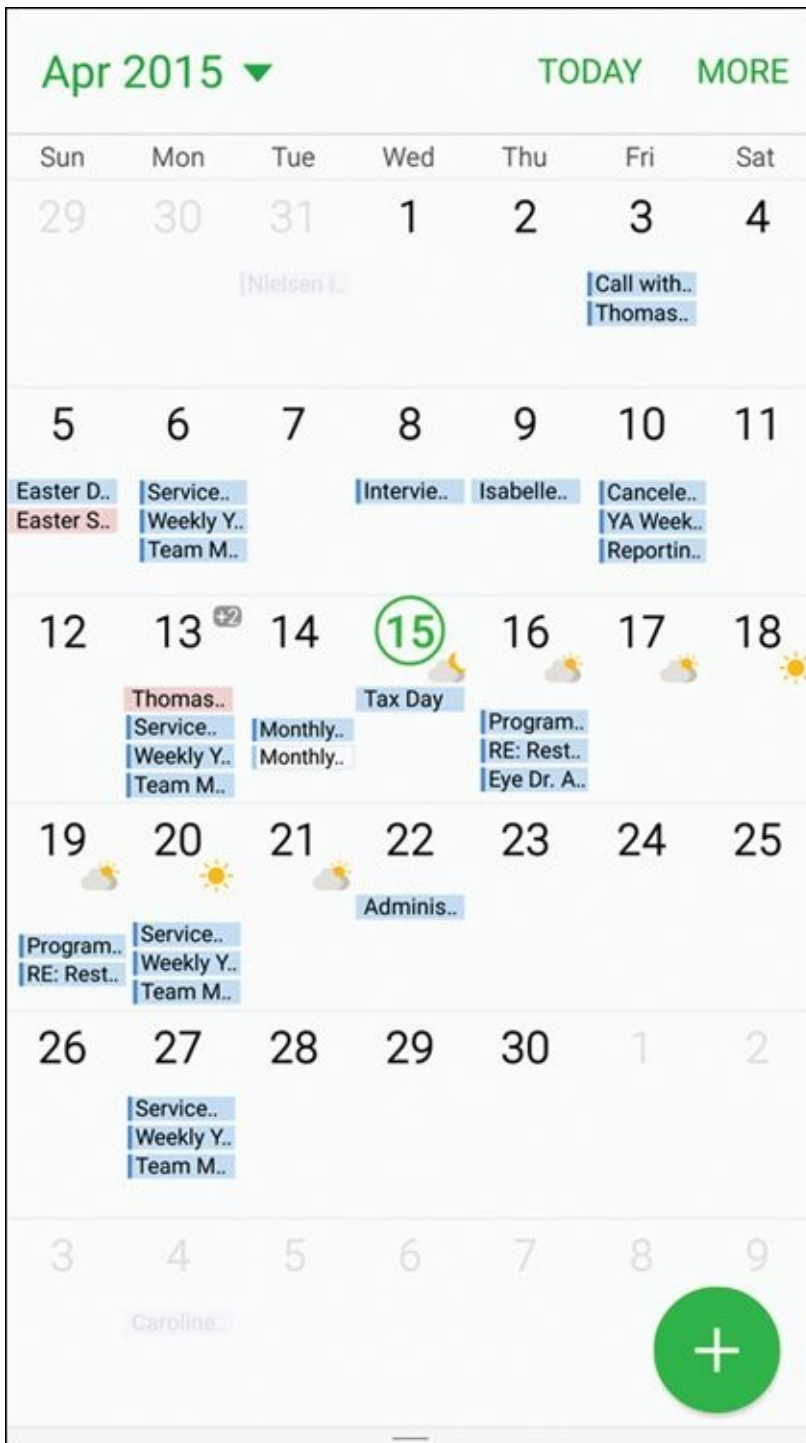 Apr 2015 TODAY MORE
Sun Mon Tue Wed Thu Fri Sat
29 30 31 1 2 3 4
Nielsen i.. Call with..
Thomas..
5 6 7 8 9 10 11
Easter D.. Service.. Intervie.. Isabelle.. Cancele..
Easter S.. Weekly Y.. YA Week..
Team M.. Reportin..
12 13 +2 14 15 16 17 18
Thomas.. Tax Day
Service.. Monthly.. Program..
Weekly Y.. Monthly.. RE: Rest..
Team M.. Eye Dr. A..
19 20 21 22 23 24 25
Adminis..
Program.. Service..
RE: Rest.. Weekly Y..
Team M..
26 27 28 29 30 1 2
Service..
Weekly Y..
Team M..
3 4 5 6 7 8 9
Caroline..